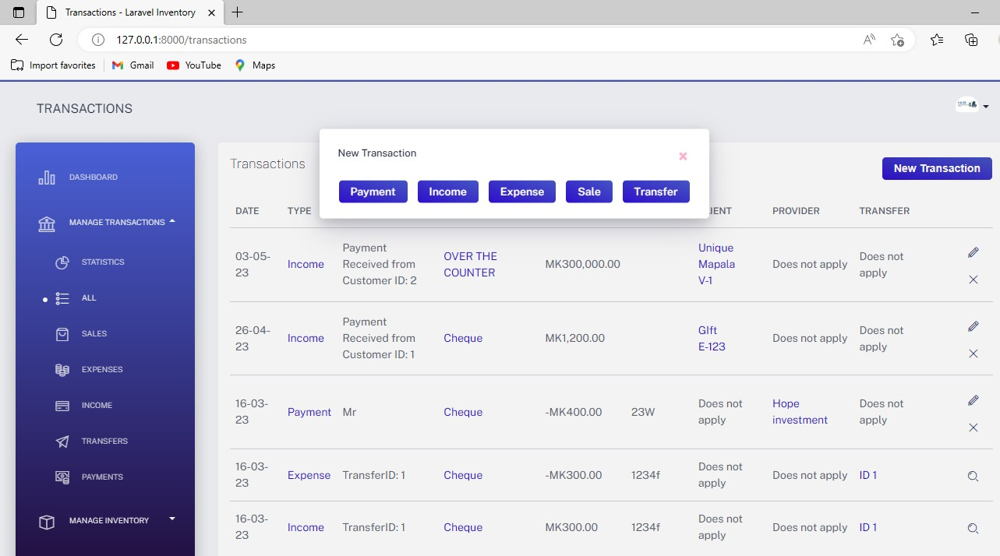 Transactions - Laravel Inventory
127.0.0.1:8000/transactions
Import favorites
Gmail
YouTube
Maps
TRANSACTIONS
DASHBOARD
MANAGE TRANSACTIONS
STATISTICS
ALL
SALES
EXPENSES
INCOME
TRANSFERS
PAYMENTS
MANAGE INVENTORY
Transactions
New Transaction
New Transaction
Payment Income Expense Sale Transfer
DATE TYPE IENT PROVIDER TRANSFER
03-05-
23
Income
Payment
Received from
Customer ID: 2
OVER THE
COUNTER
MK300,000.00
Unique
Mapala
V-1
Does not apply
Does not
apply
26-04-
23
Income
Payment
Received from
Customer ID: 1
Cheque
MK1,200.00
GIft
E-123
Does not apply
Does not
apply
16-03-
23
Payment
Mr
Cheque
-MK400.00
23W
Does not
apply
Hope
investment
Does not
apply
16-03-
23
Expense
TransferID: 1
Cheque
-MK300.00
1234f
Does not
apply
Does not apply
ID 1
16-03-
23
Income
TransferID: 1
Cheque
MK300.00
1234f
Does not
apply
Does not apply
ID 1